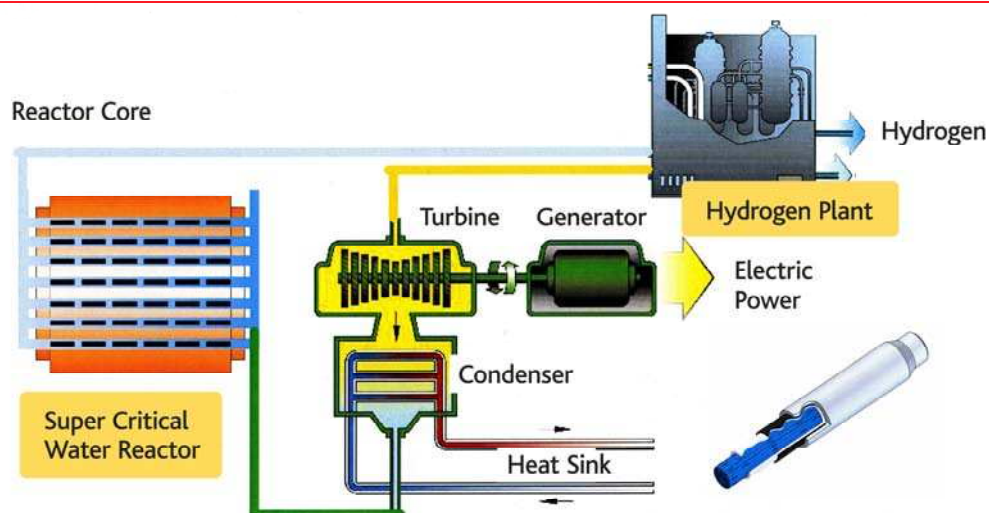 Reactor Core
Hydrogen
Turbine
Generator
Hydrogen Plant
Electric
Power
Condenser
Super Critical
Water Reactor
Heat Sink